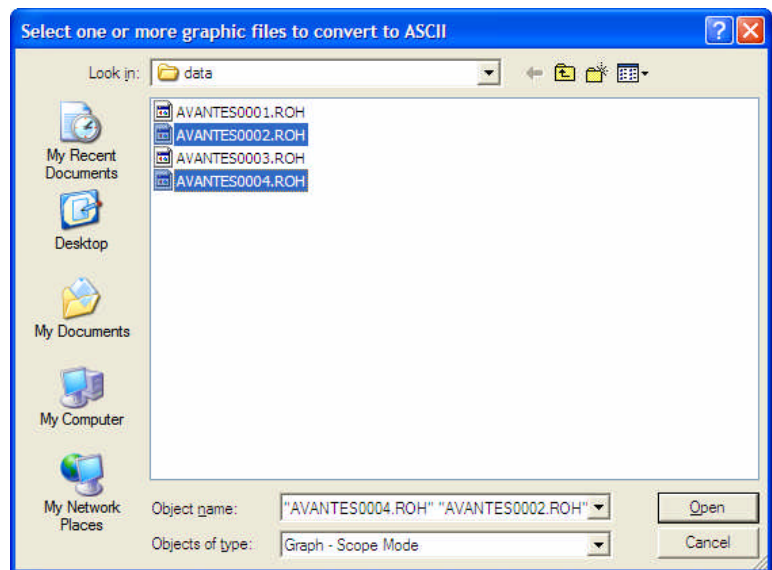 Select one or more graphic files to convert to ASCII
Look in: data
AVANTES0001.ROH
AVANTES0002.ROH
AVANTES0003.ROH
AVANTES0004.ROH
My Recent
Documents
Desktop
My Documents
My Computer
My Network
Places
Object name: "AVANTES0004.ROH" "AVANTES0002.ROH" Open
Objects of type: Graph - Scope Mode Cancel